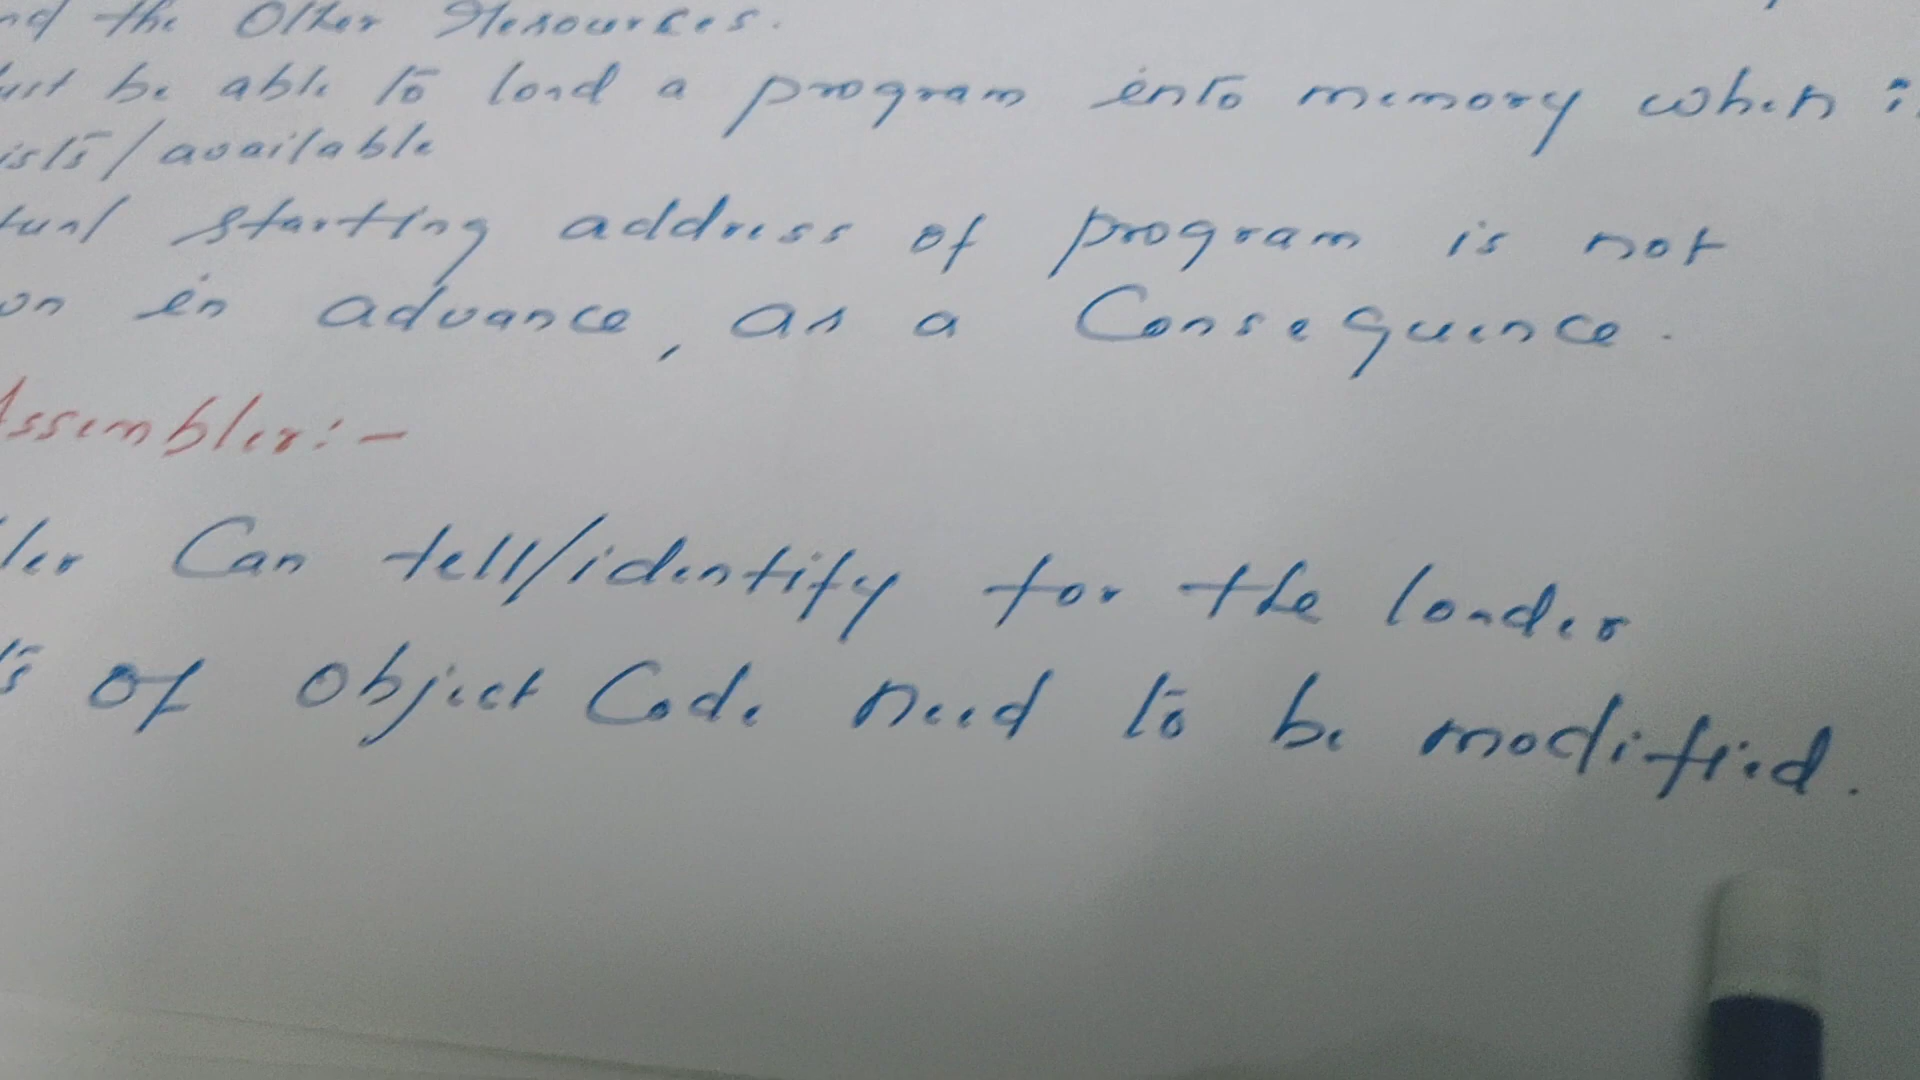 the Other Resources.
be able to load a program into memory when
/available
starting address of program is not
in advance, as a Consequence.
Assembler:-
Can tell/identify for the loader
of object Code need to be modified.